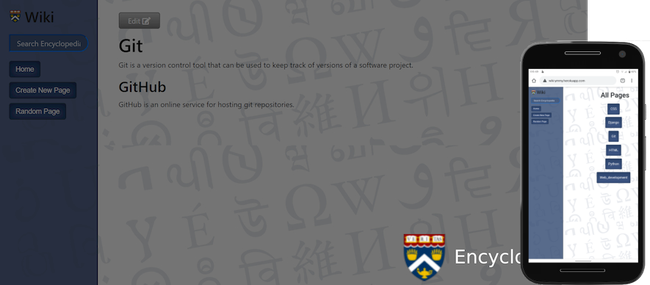 Wiki
Search Encyclopedia
Home
Create New Page
Random Page
Edit
Git
Git is a version control tool that can be used to keep track of versions of a software project.
GitHub
GitHub is an online service for hosting git repositories.
Encyclo
Wiki
All Pages
CSS
Django
Git
HTML
Python
Web_development